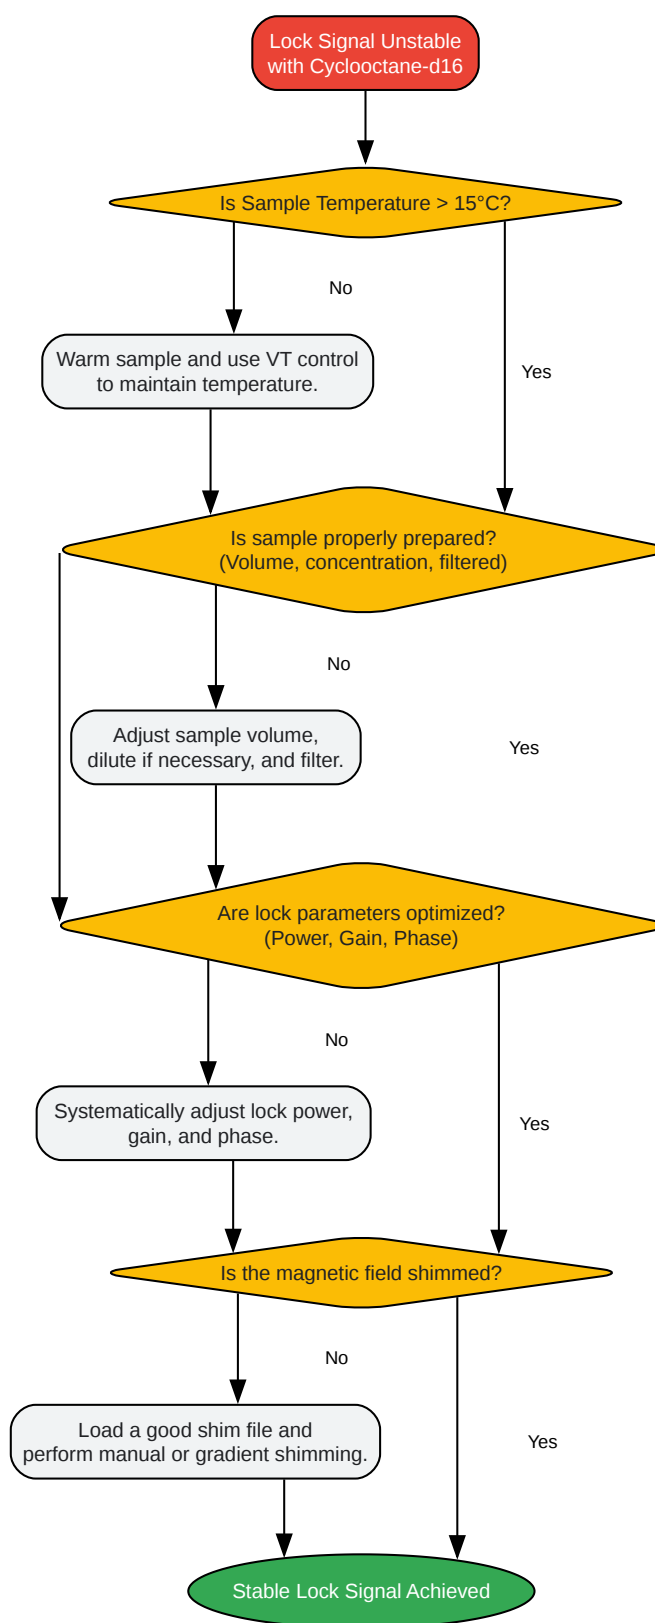 Lock Signal Unstable
with Cyclooctane-d16
Is Sample Temperature > 15°C?
No
Warm sample and use VT control
to maintain temperature.
Yes
Is sample properly prepared?
(Volume, concentration, filtered)
No
Adjust sample volume,
dilute if necessary, and filter.
Yes
Are lock parameters optimized?
(Power, Gain, Phase)
No
Systematically adjust lock power,
gain, and phase.
Yes
Is the magnetic field shimmed?
No
Load a good shim file and
perform manual or gradient shimming.
Yes
Stable Lock Signal Achieved